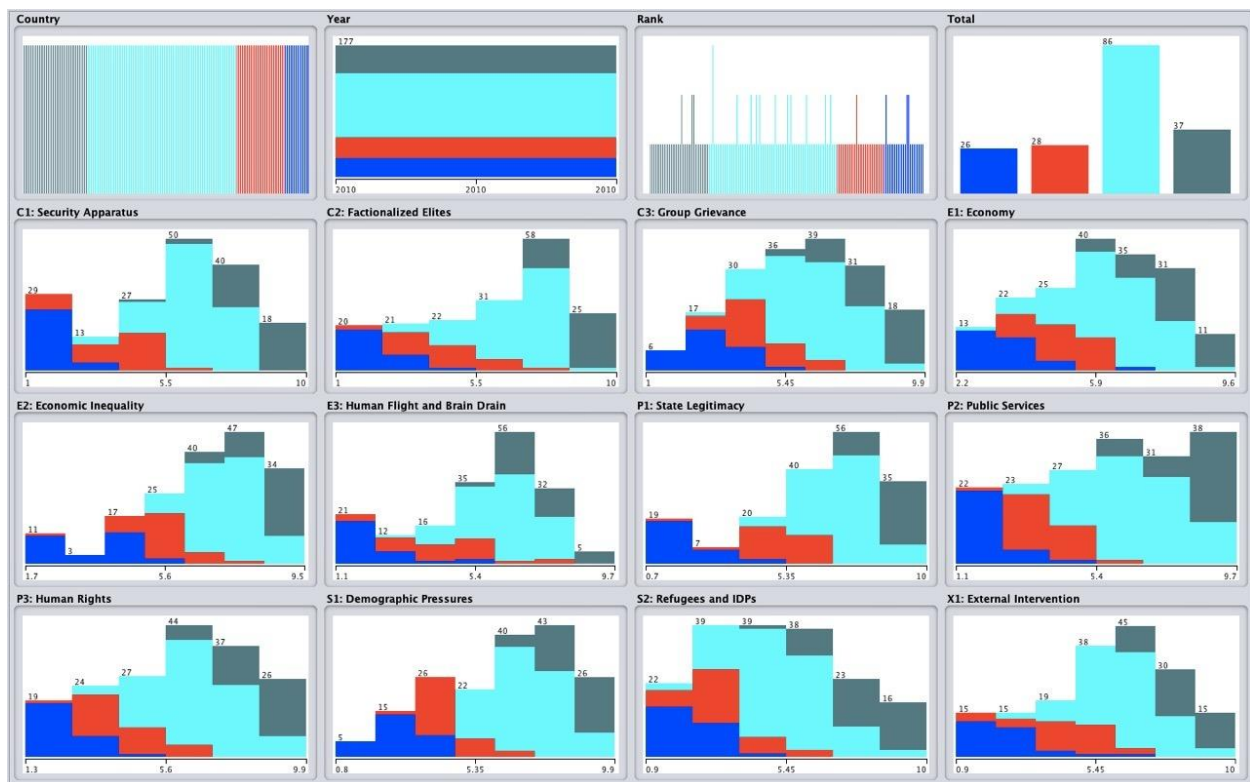 Country Year Rank Total
177
86
37
26 28
2010 2010 2010
C1: Security Apparatus C2: Factionalized Elites C3: Group Grievance E1: Economy
50 58 39 40
40 36 35
29 27 31 30 31 31 25 22
13 18 20 21 22 25 17 18 13 11
6
1 5.5 10 1 5.5 10 1 5.45 9.9 2.2 5.9 9.6
E2: Economic Inequality E3: Human Flight and Brain Drain P1: State Legitimacy P2: Public Services
47 56 56 38
40 34 35 32 40 35 36 31
25 27
17 21 16 19 20 22 23
11 3 12 5 7
1.7 5.6 9.5 1.1 5.4 9.7 0.7 5.35 10 1.1 5.4 9.7
P3: Human Rights S1: Demographic Pressures S2: Refugees and IDPs X1: External Intervention
44 43 39 39 38 45
37 40 38
27 26 26 26 30
19 24 22 22 23 19
5 15 16 15 15 15
1.3 5.6 9.9 0.8 5.35 9.9 0.9 5.45 10 0.9 5.45 10